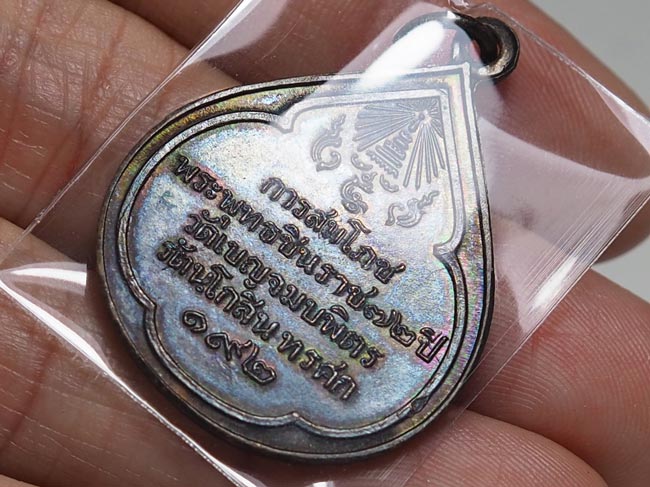 การสมโภช
พระพุทธชินราช๗๒ปี
วัดเบญจมบพิตร
รัตนโกสินทรศก
๑๙๒